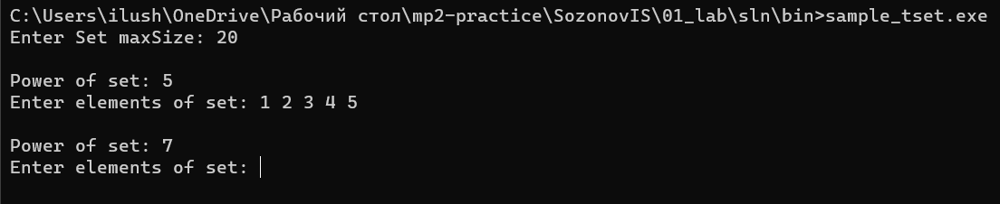 C:\Users\ilush\OneDrive\Рабочий стол\mp2-practice\SozonovIS\01_lab\sln\bin>sample_tset.exe
Enter Set maxSize: 20
Power of set: 5
Enter elements of set: 1 2 3 4 5
Power of set: 7
Enter elements of set: